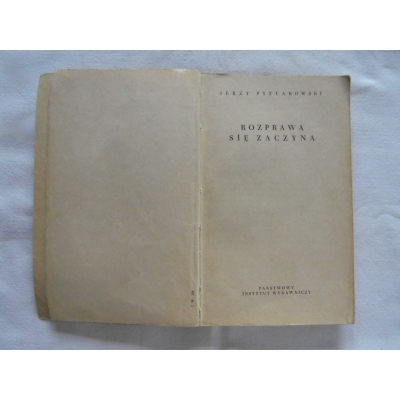 JERZY PYTLAKOWSKI
ROZPRAWA
SIĘ ZACZYNA
PAŃSTWOWY
INSTYTUT WYDAWNICZY